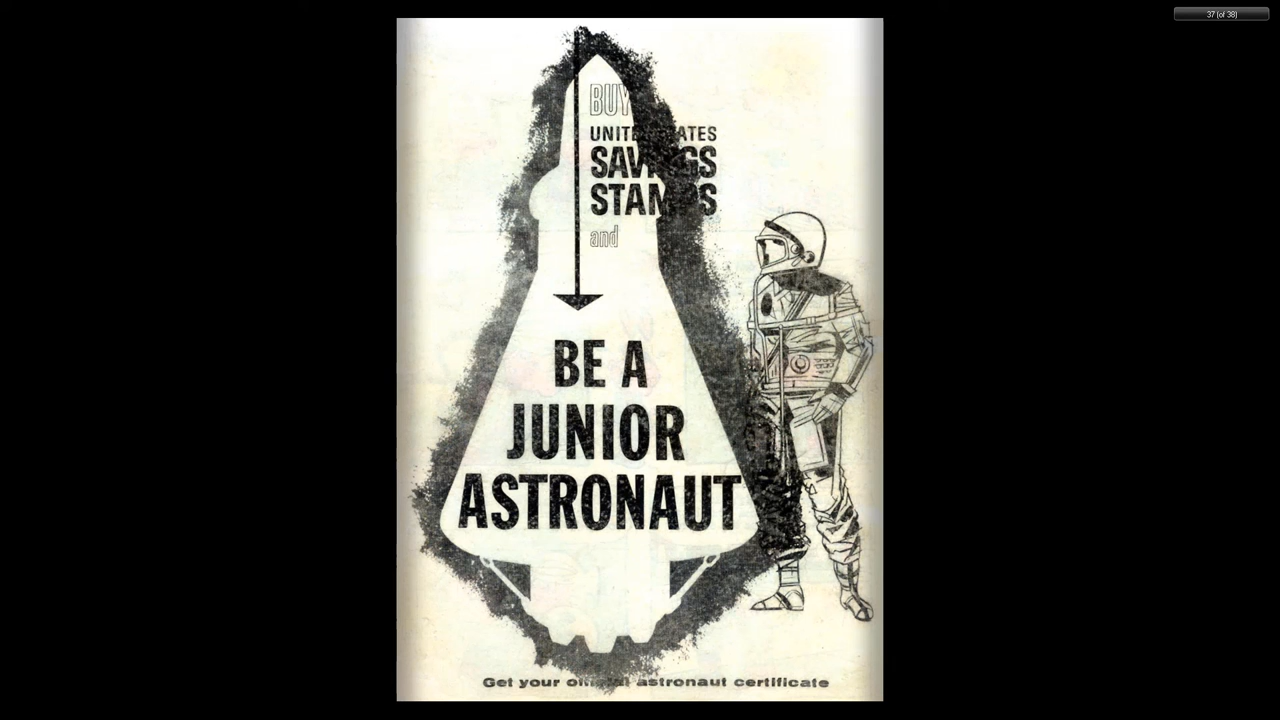 37 (of 38)
BUY
UNITED STATES
SAVINGS
STAMPS
and
BE A
JUNIOR
ASTRONAUT
Get your official astronaut certificate